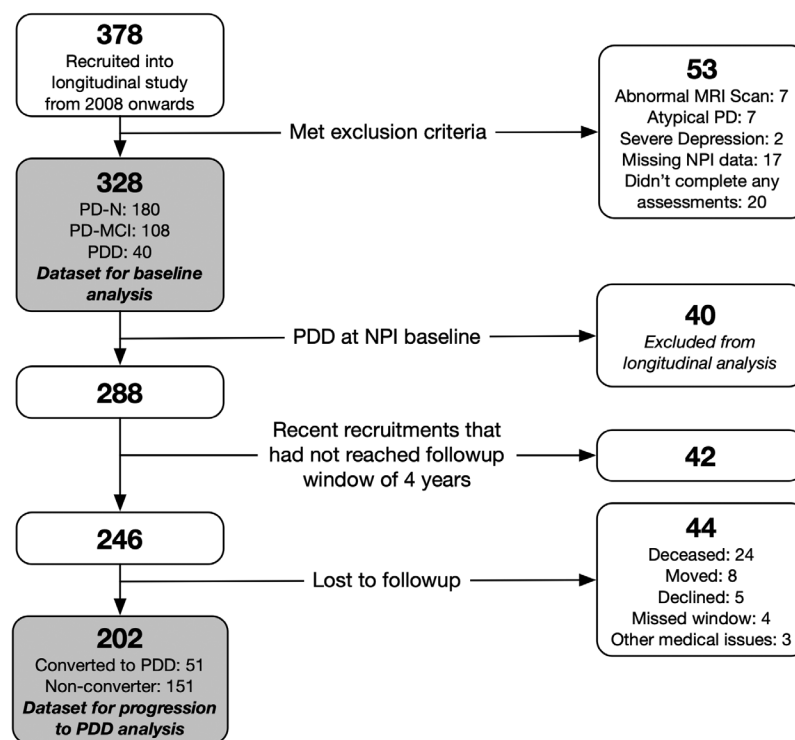 378
Recruited into
longitudinal study
from 2008 onwards
Met exclusion criteria
53
Abnormal MRI Scan: 7
Atypical PD: 7
Severe Depression: 2
Missing NPI data: 17
Didn't complete any
assessments: 20
328
PD-N: 180
PD-MCI: 108
PDD: 40
Dataset for baseline
analysis
PDD at NPI baseline
40
Excluded from
longitudinal analysis
288
Recent recruitments that
had not reached followup
window of 4 years
42
246
Lost to followup
44
Deceased: 24
Moved: 8
Declined: 5
Missed window: 4
Other medical issues: 3
202
Converted to PDD: 51
Non-converter: 151
Dataset for progression
to PDD analysis